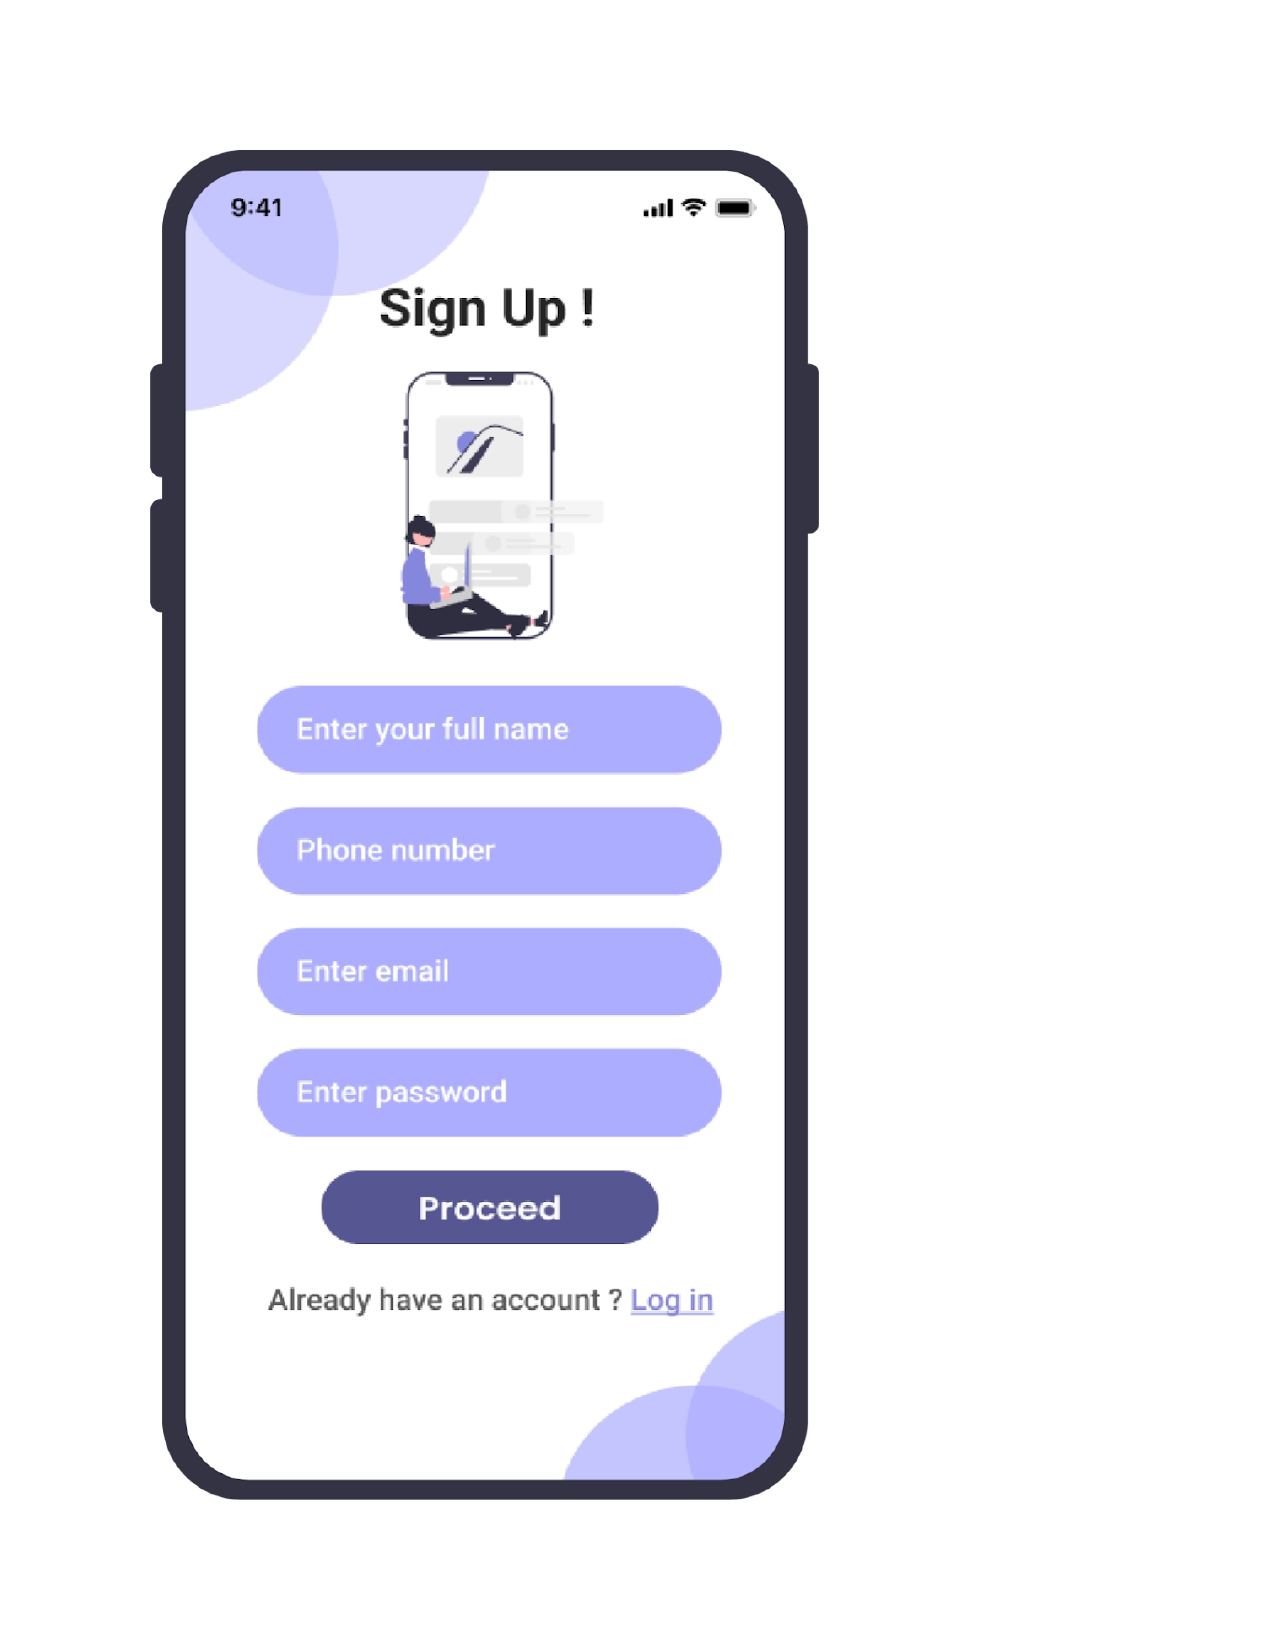 9:41
Sign Up !
Enter your full name
Phone number
Enter email
Enter password
Proceed
Already have an account ? Log in